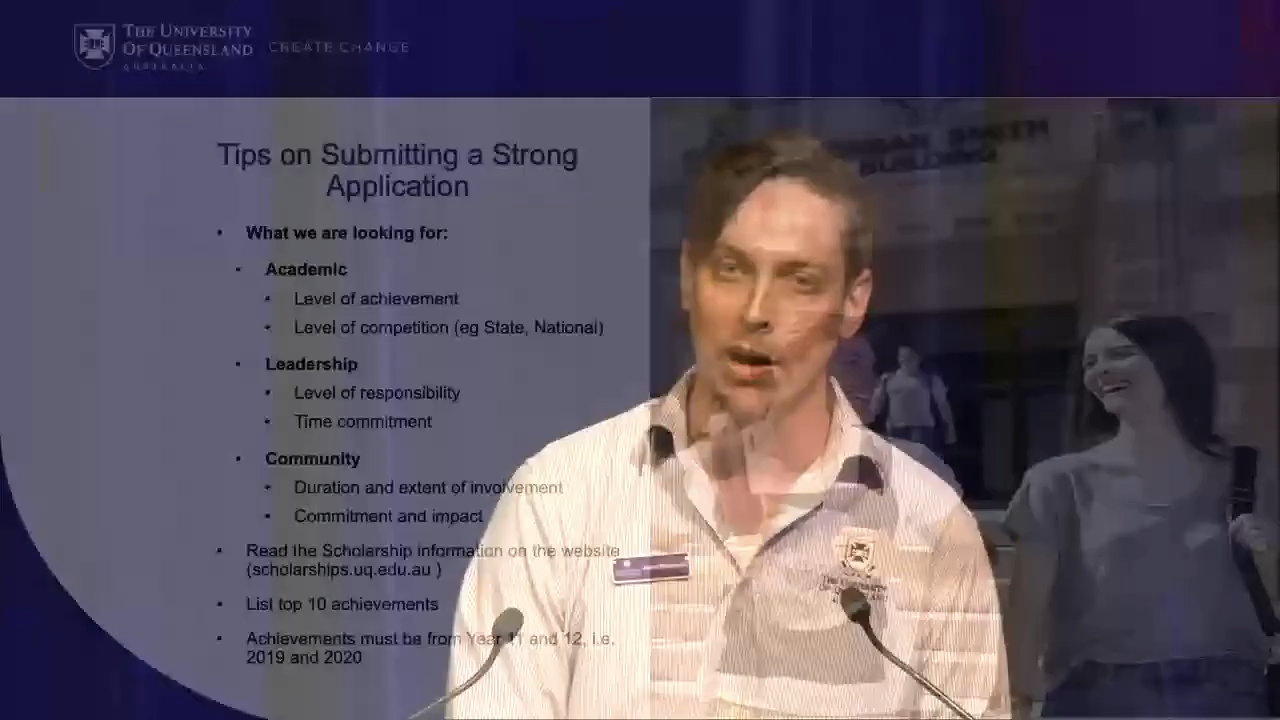 THE UNIVERSITY
OF QUEENSLAND
AUSTRALIA
CREATE CHANGE
Tips on Submitting a Strong
Application
• What we are looking for:
• Academic
• Level of achievement
• Level of competition (eg State, National)
• Leadership
• Level of responsibility
• Time commitment
• Community
• Duration and extent of involvement
• Commitment and impact
• Read the Scholarship information on the website
(scholarships.uq.edu.au )
• List top 10 achievements
• Achievements must be from Year 11 and 12, i.e.
2019 and 2020
THE UNIVERSITY